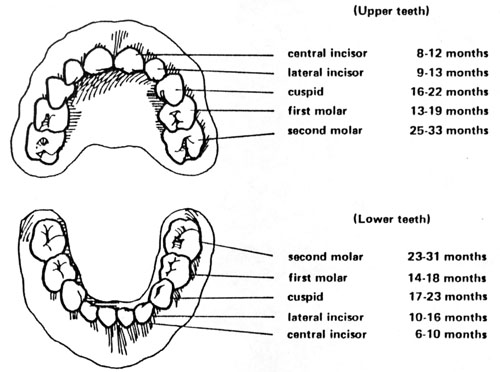 (Upper teeth)
central incisor 8-12 months
lateral incisor 9-13 months
cuspid 16-22 months
first molar 13-19 months
second molar 25-33 months
(Lower teeth)
second molar 23-31 months
first molar 14-18 months
cuspid 17-23 months
lateral incisor 10-16 months
central incisor 6-10 months